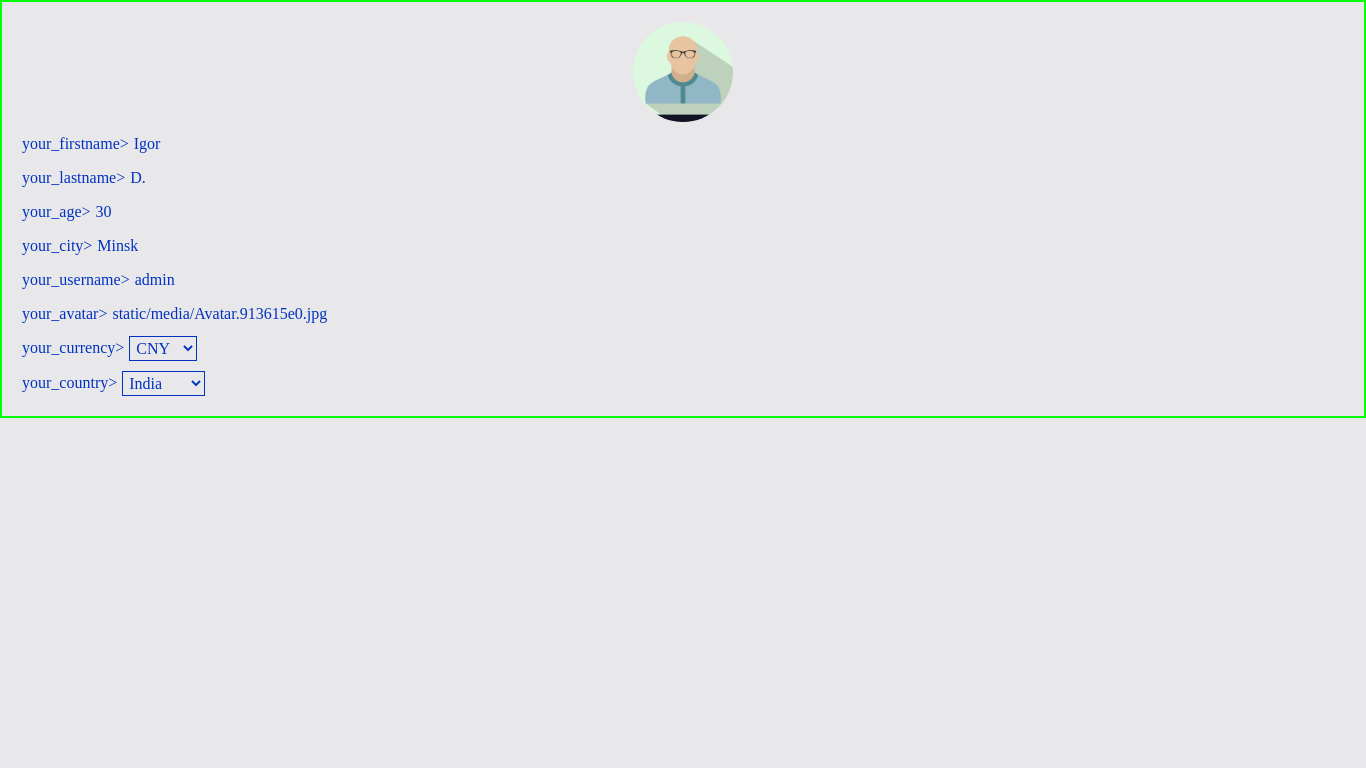 your_firstname> Igor
your_lastname> D.
your_age> 30
your_city> Minsk
your_username> admin
your_avatar> static/media/Avatar.913615e0.jpg
your_currency> CNY
your_country> India